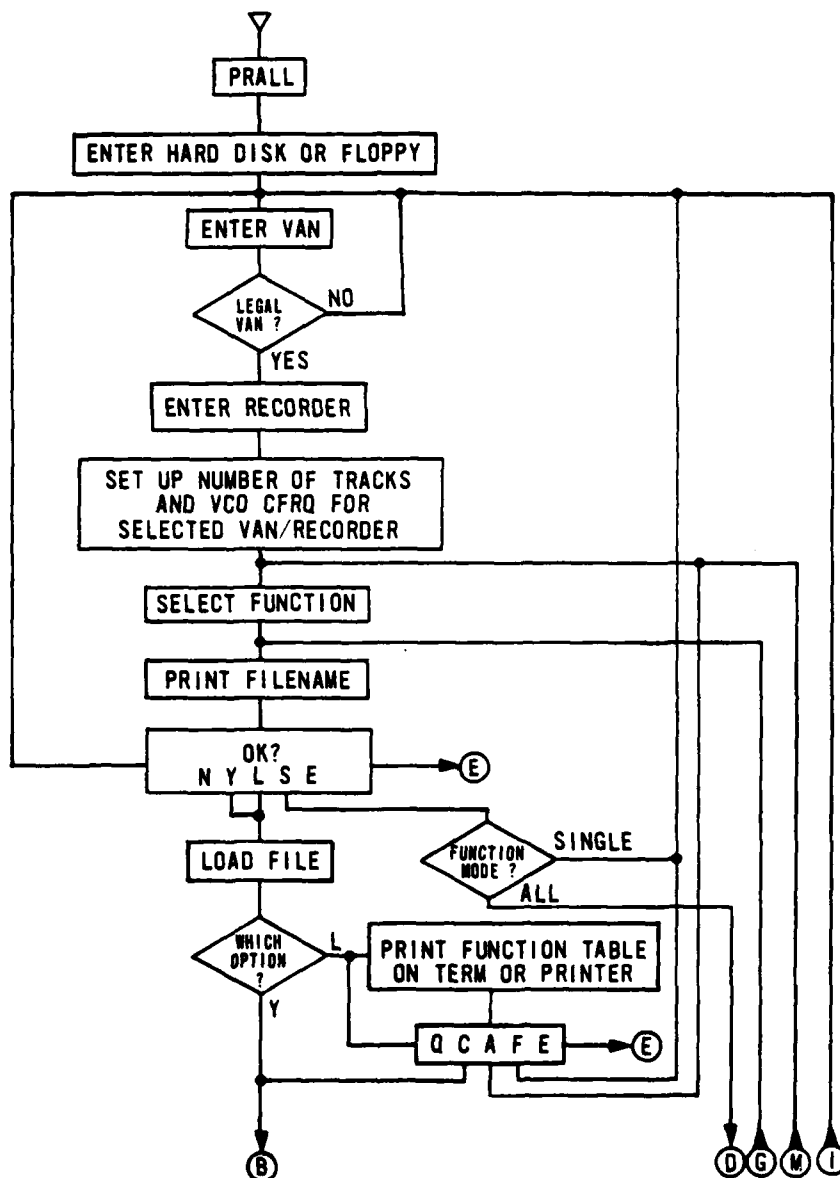 PRALL
ENTER HARD DISK OR FLOPPY
ENTER VAN
LEGAL
VAN ?
NO
YES
ENTER RECORDER
SET UP NUMBER OF TRACKS
AND VCO CFRQ FOR
SELECTED VAN/RECORDER
SELECT FUNCTION
PRINT FILENAME
OK?
N Y L S E
E
LOAD FILE
FUNCTION
MODE ?
SINGLE
ALL
WHICH
OPTION
?
L
Y
PRINT FUNCTION TABLE
ON TERM OR PRINTER
Q C A F E
E
B
D
G
M
I